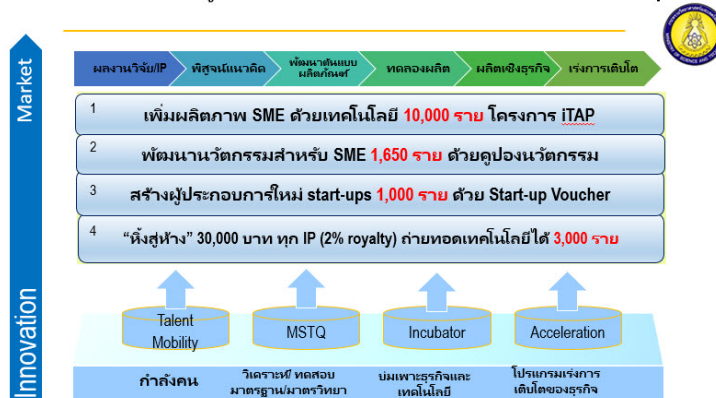 Market
Innovation
ผลงานวิจัย/IP
พิสูจน์แนวคิด
พัฒนาต้นแบบ
ผลิตภัณฑ์
ทดลองผลิต
ผลิตเชิงธุรกิจ
เร่งการเติบโต
1 เพิ่มผลิตภาพ SME ด้วยเทคโนโลยี 10,000 ราย โครงการ iTAP
2 พัฒนานวัตกรรมสำหรับ SME 1,650 ราย ด้วยคูปองนวัตกรรม
3 สร้างผู้ประกอบการใหม่ start-ups 1,000 ราย ด้วย Start-up Voucher
4 “หิ้งสู่ห้าง” 30,000 บาท ทุก IP (2% royalty) ถ่ายทอดเทคโนโลยีได้ 3,000 ราย
Talent
Mobility
MSTQ
Incubator
Acceleration
กำลังคน
วิเคราะห์/ ทดสอบ
มาตรฐาน/มาตรวิทยา
บ่มเพาะธุรกิจและ
เทคโนโลยี
โปรแกรมเร่งการ
เติบโตของธุรกิจ